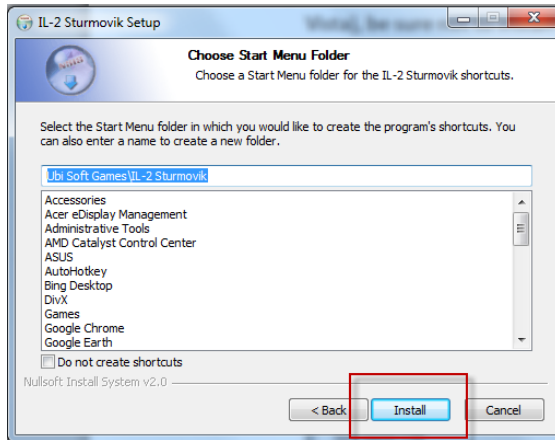 IL-2 Sturmovik Setup
Choose Start Menu Folder
Choose a Start Menu folder for the IL-2 Sturmovik shortcuts.
Select the Start Menu folder in which you would like to create the program's shortcuts. You
can also enter a name to create a new folder.
Ubi Soft Games\IL-2 Sturmovik
Accessories
Acer eDisplay Management
Administrative Tools
AMD Catalyst Control Center
ASUS
AutoHotkey
Bing Desktop
DivX
Games
Google Chrome
Google Earth
Do not create shortcuts
Nullsoft Install System v2.0
< Back Install Cancel